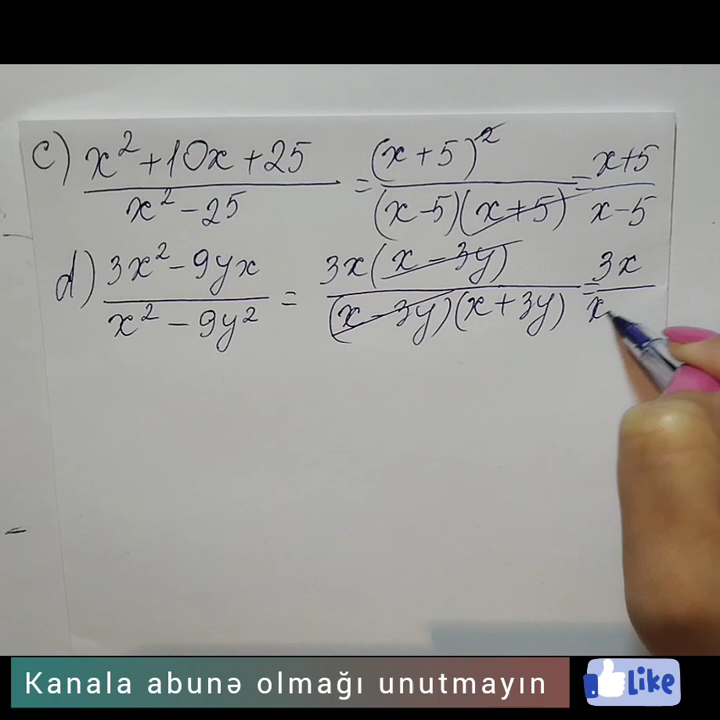 c) x² + 10x + 25 / x² - 25 = (x + 5)² / (x - 5)(x + 5) = x + 5 / x - 5
d) 3x² - 9yx / x² - 9y² = 3x(x - 3y) / (x - 3y)(x + 3y) = 3x / x
Kanala abunə olmağı unutmayın Like